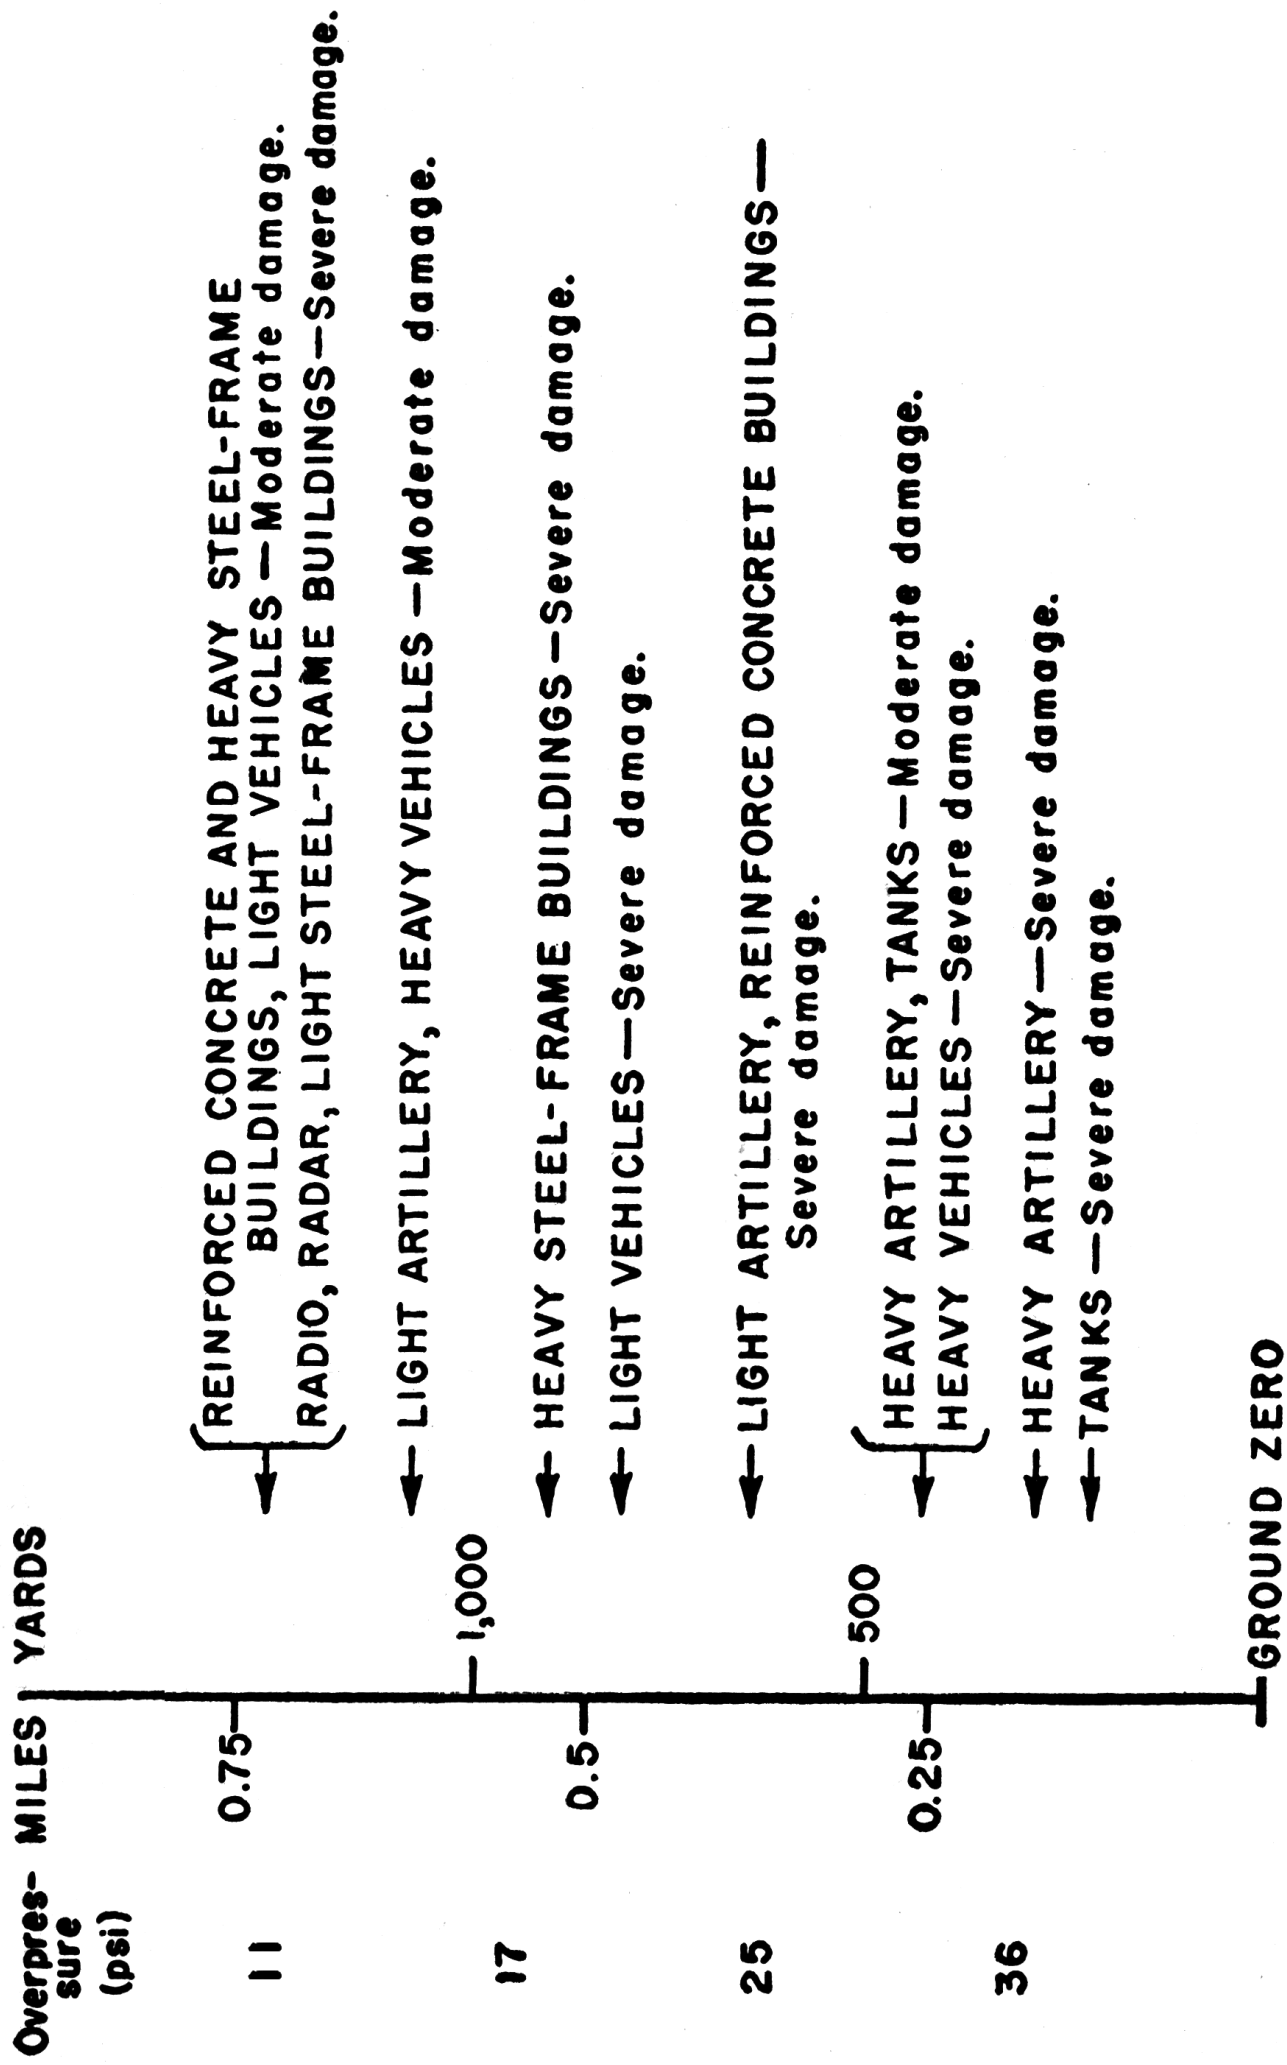 Overpres-
sure
(psi)
MILES
YARDS
11
0.75
REINFORCED CONCRETE AND HEAVY STEEL-FRAME
BUILDINGS, LIGHT VEHICLES—Moderate damage.
RADIO, RADAR, LIGHT STEEL-FRAME BUILDINGS—Severe damage.
LIGHT ARTILLERY, HEAVY VEHICLES—Moderate damage.
1,000
17
HEAVY STEEL-FRAME BUILDINGS—Severe damage.
0.5
LIGHT VEHICLES—Severe damage.
25
LIGHT ARTILLERY, REINFORCED CONCRETE BUILDINGS—
Severe damage.
500
HEAVY ARTILLERY, TANKS—Moderate damage.
0.25
HEAVY VEHICLES—Severe damage.
36
HEAVY ARTILLERY—Severe damage.
TANKS—Severe damage.
GROUND ZERO